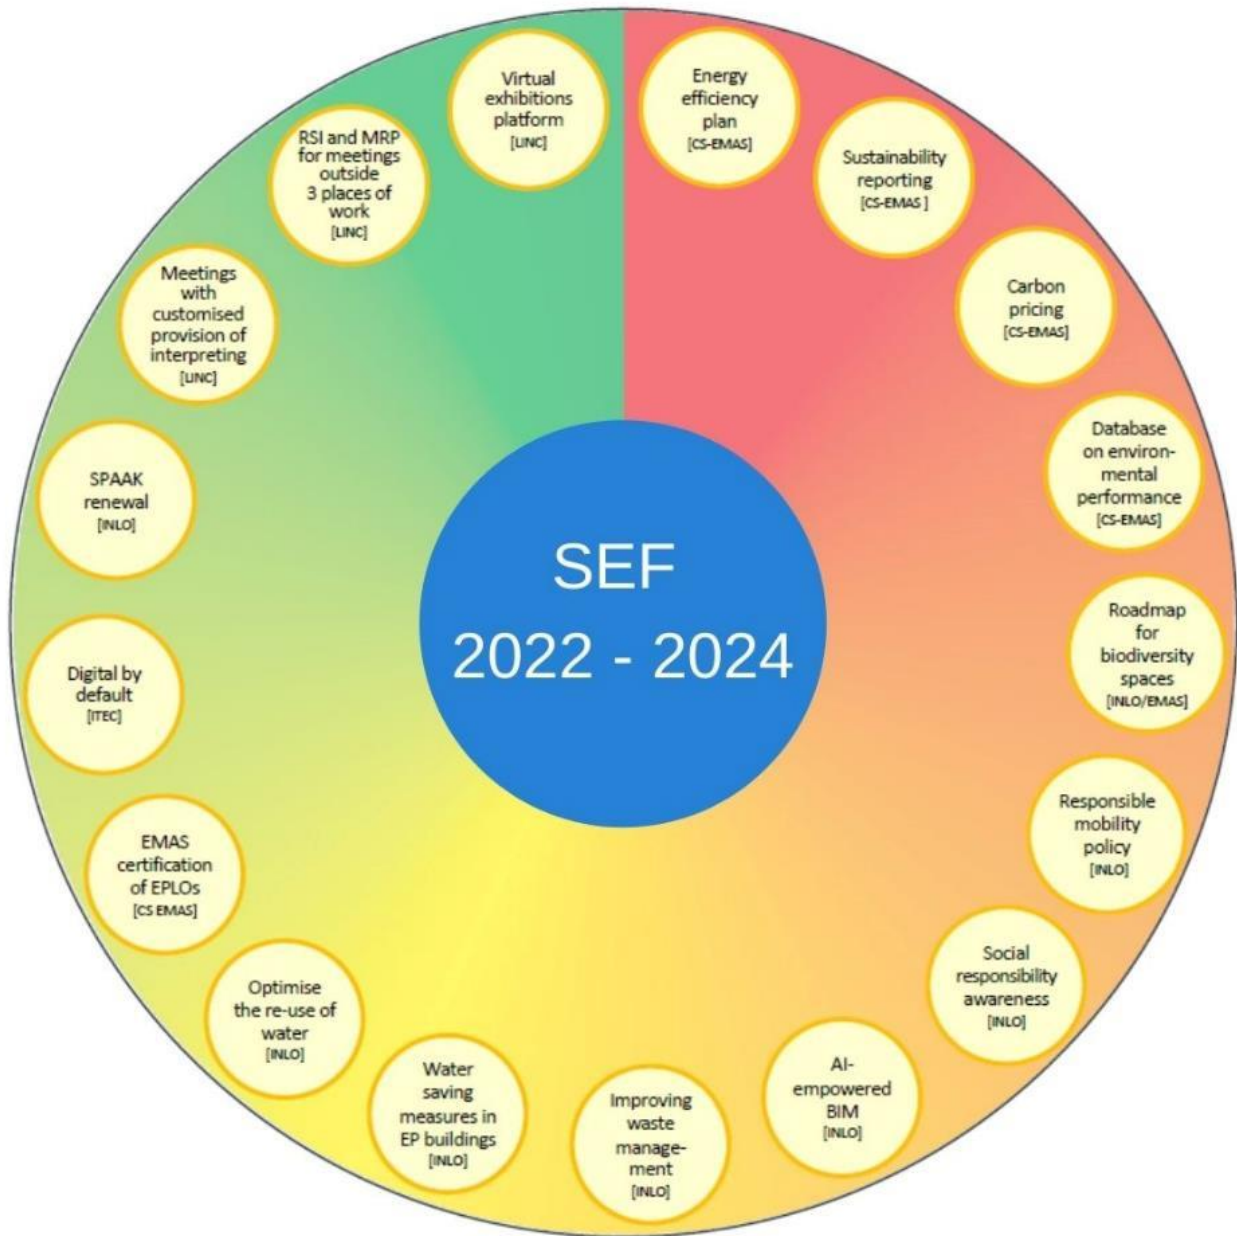 SEF
2022 - 2024
Energy
efficiency
plan
[CS-EMAS]
Sustainability
reporting
[CS-EMAS ]
Carbon
pricing
[CS-EMAS]
Database
on environ-
mental
performance
[CS-EMAS]
Roadmap
for
biodiversity
spaces
[INLO/EMAS]
Responsible
mobility
policy
[INLO]
Social
responsibility
awareness
[INLO]
AI-
empowered
BIM
[INLO]
Improving
waste
manage-
ment
[INLO]
Water
saving
measures in
EP buildings
[INLO]
Optimise
the re-use of
water
[INLO]
EMAS
certification
of EPLOs
[CS EMAS]
Digital by
default
[ITEC]
SPAAK
renewal
[INLO]
Meetings
with
customised
provision of
interpreting
[LINC]
RSI and MRP
for meetings
outside
3 places of
work
[LINC]
Virtual
exhibitions
platform
[LINC]